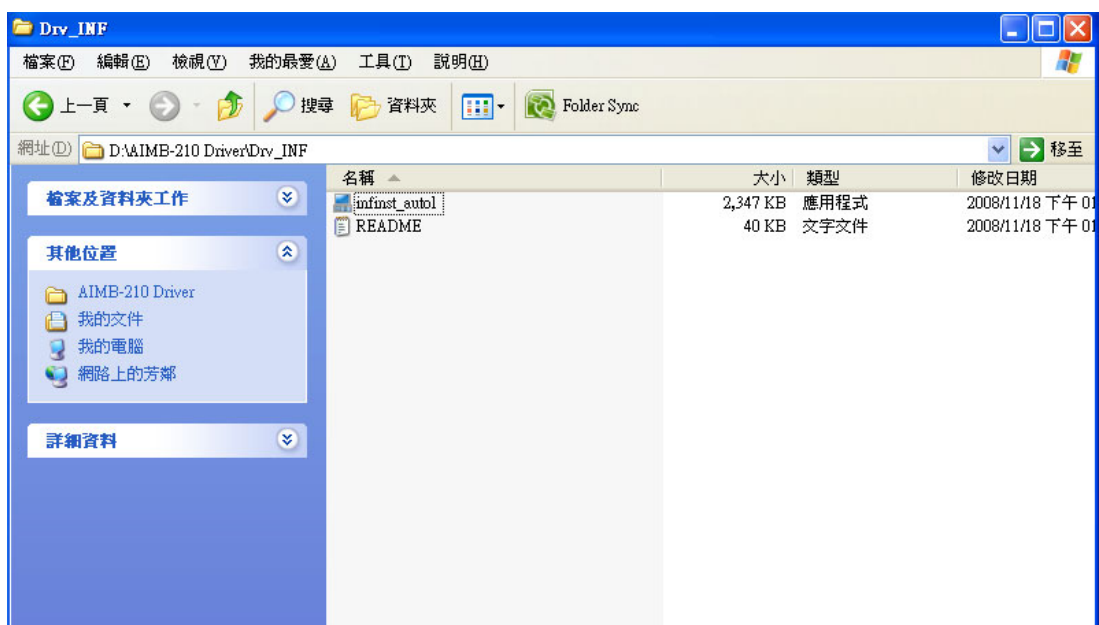 Drv_INF
檔案(F) 編輯(E) 檢視(V) 我的最愛(A) 工具(T) 說明(H)
上一頁 搜尋 資料夾 Folder Sync
網址(D) D:\AIMB-210 Driver\Drv_INF 移至
檔案及資料夾工作
其他位置
AIMB-210 Driver
我的文件
我的電腦
網路上的芳鄰
詳細資料
名稱 大小 類型 修改日期
infinst_autol 2,347 KB 應用程式 2008/11/18 下午 01
README 40 KB 文字文件 2008/11/18 下午 01